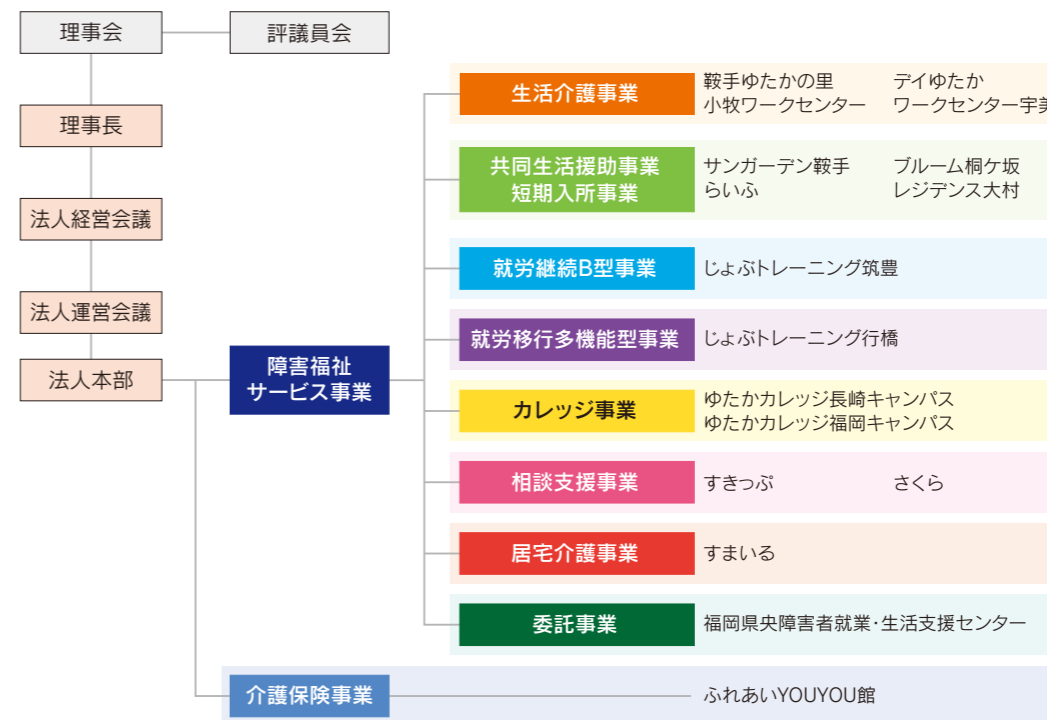 理事会
評議員会
理事長
法人経営会議
法人運営会議
法人本部
障害福祉
サービス事業
生活介護事業
鞍手ゆたかの里 デイゆたか
小牧ワークセンター ワークセンター宇美
共同生活援助事業
短期入所事業
サンガーデン鞍手 ブルーム桐ケ坂
らいふ レジデンス大村
就労継続B型事業
じょぶトレーニング筑豊
就労移行多機能型事業
じょぶトレーニング行橋
カレッジ事業
ゆたかカレッジ長崎キャンパス
ゆたかカレッジ福岡キャンパス
相談支援事業
すきっぷ さくら
居宅介護事業
すまいる
委託事業
福岡県央障害者就業・生活支援センター
介護保険事業
ふれあいYOUYOU館